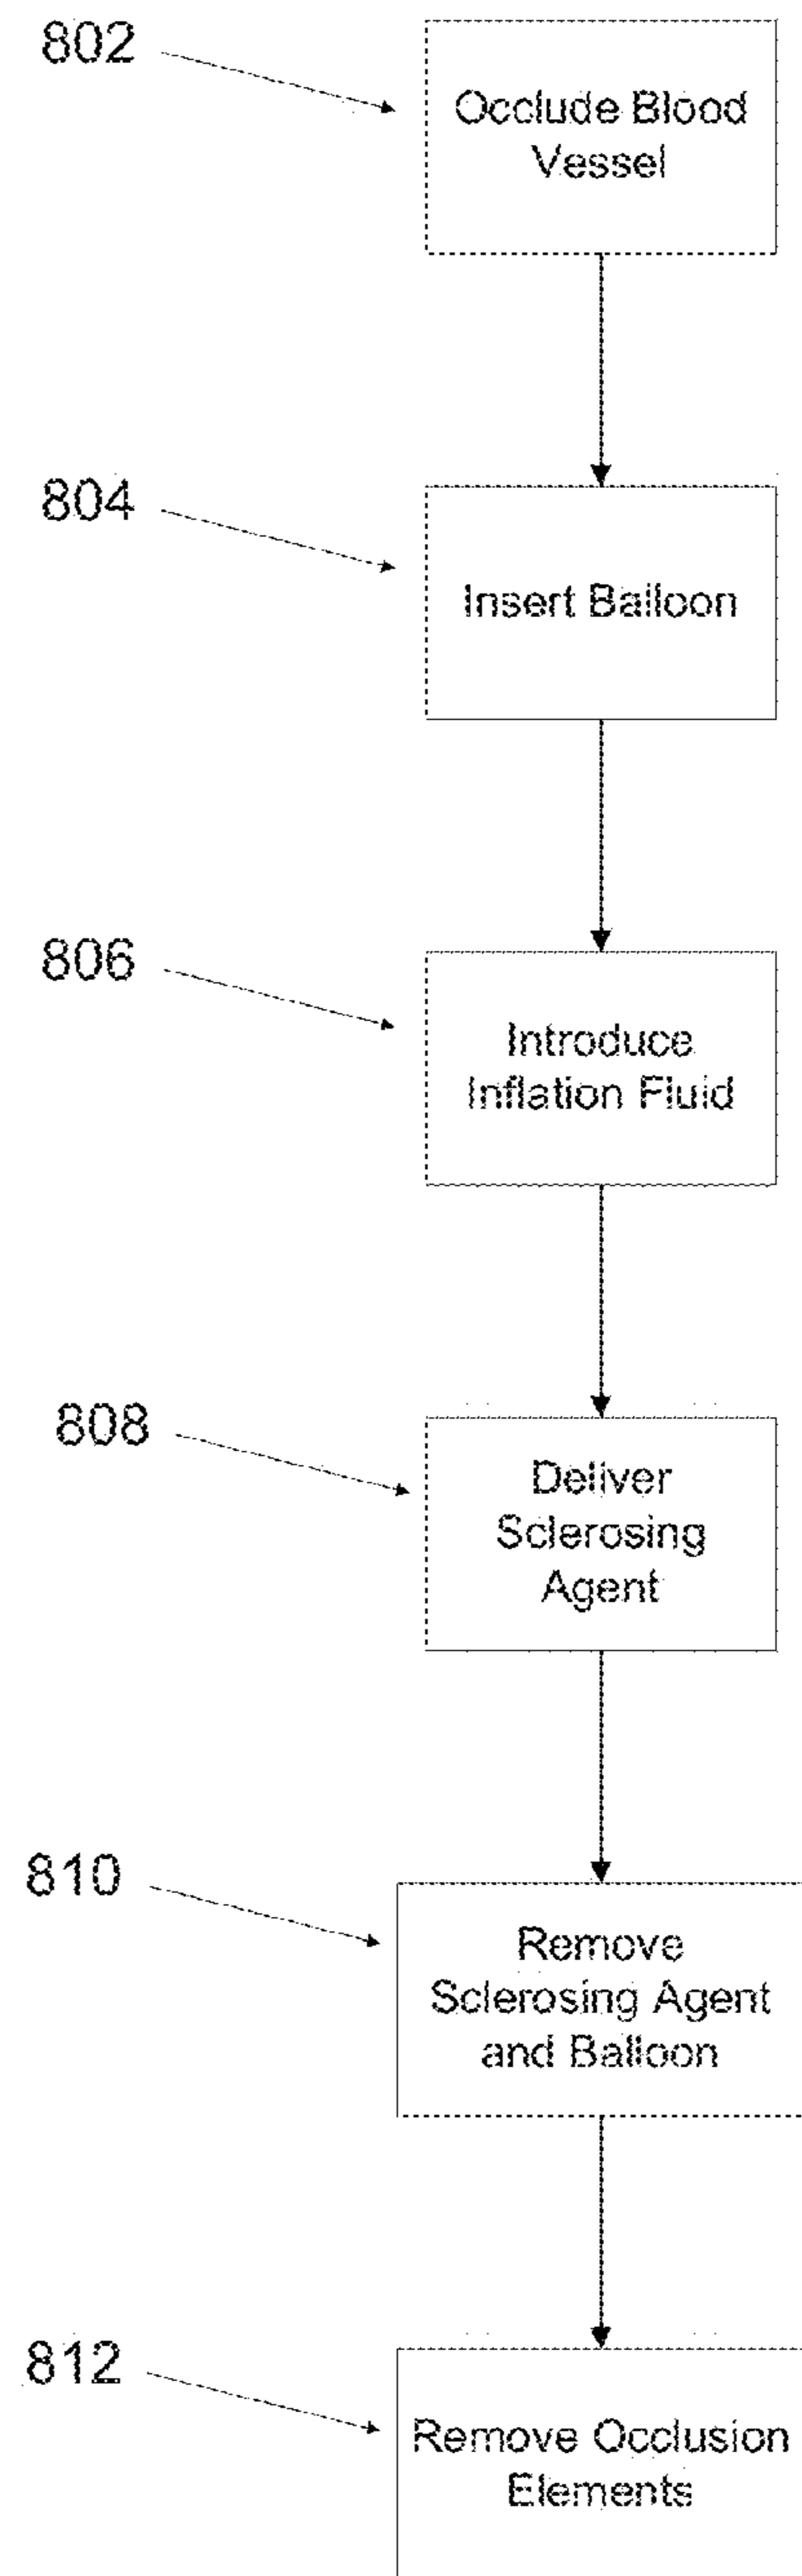 802
Occlude Blood
Vessel
804
Insert Balloon
806
Introduce
Inflation Fluid
808
Deliver
Sclerosing
Agent
810
Remove
Sclerosing Agent
and Balloon
812
Remove Occlusion
Elements